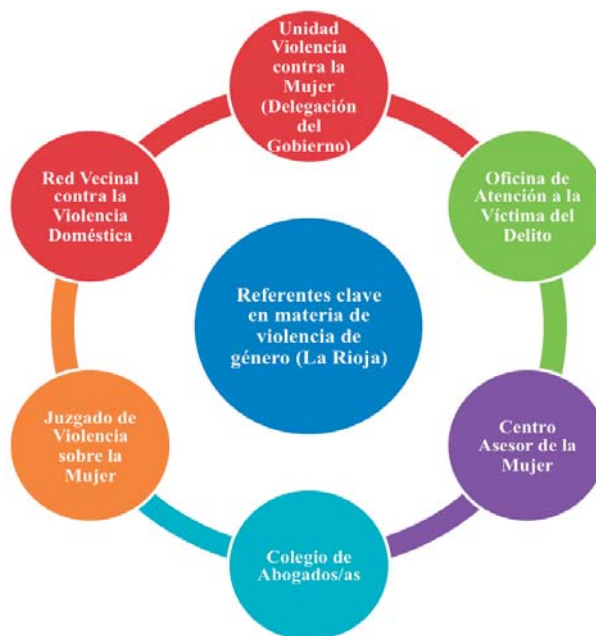 Unidad
Violencia
contra la
Mujer
(Delegación
del
Gobierno)
Red Vecinal
contra la
Violencia
Doméstica
Oficina de
Atención a la
Víctima del
Delito
Referentes clave
en materia de
violencia de
género (La Rioja)
Juzgado de
Violencia
sobre la
Mujer
Centro
Asesor de la
Mujer
Colegio de
Abogados/as